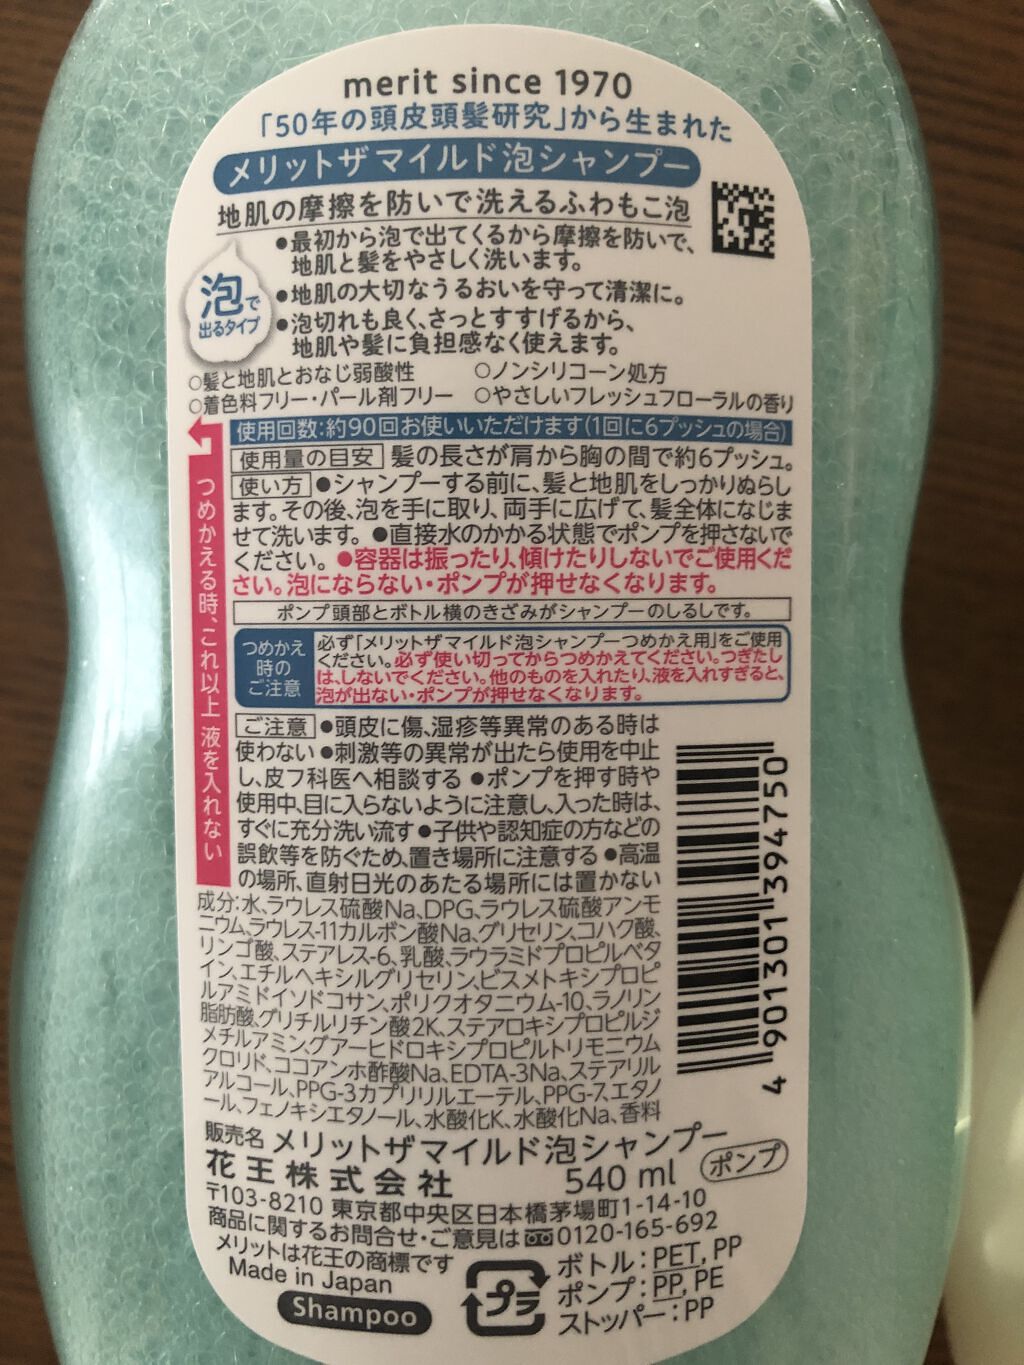 merit since 1970
「50年の頭皮頭髪研究」から生まれた
メリットザマイルド泡シャンプー
地肌の摩擦を防いで洗えるふわもこ泡
●最初から泡で出てくるから摩擦を防いで、
地肌と髪をやさしく洗います。
泡で
出るタイプ
●地肌の大切なうるおいを守って清潔に。
●泡切れも良く、さっとすすげるから、
地肌や髪に負担感なく使えます。
○髪と地肌とおなじ弱酸性 ○ノンシリコーン処方
○着色料フリー・パール剤フリー ○やさしいフレッシュフローラルの香り
使用回数:約90回お使いいただけます(1回に6プッシュの場合)
使用量の目安 髪の長さが肩から胸の間で約6プッシュ。
使い方 ●シャンプーする前に、髪と地肌をしっかりぬらし
ます。その後、泡を手に取り、両手に広げて、髪全体になじま
せて洗います。 ●直接水のかかる状態でポンプを押さないで
ください。 ●容器は振ったり、傾けたりしないでご使用くだ
さい。泡にならない・ポンプが押せなくなります。
つめかえる時、これ以上 液を入れない
ポンプ頭部とボトル横のきざみがシャンプーのしるしです。
つめかえ
時の
ご注意
必ず「メリットザマイルド泡シャンプーつめかえ用」をご使用
ください。必ず使い切ってからつめかえてください。つぎたし
は、しないでください。他のものを入れたり、液を入れすぎると、
泡が出ない・ポンプが押せなくなります。
ご注意 ●頭皮に傷、湿疹等異常のある時は
使わない ●刺激等の異常が出たら使用を中止
し、皮フ科医へ相談する ●ポンプを押す時や
使用中、目に入らないように注意し、入った時は、
すぐに充分洗い流す ●子供や認知症の方などの
誤飲等を防ぐため、置き場所に注意する ●高温
の場所、直射日光のあたる場所には置かない
成分:水、ラウレス硫酸Na、DPG、ラウレス硫酸アンモ
ニウム、ラウレス-11カルボン酸Na、グリセリン、コハク酸、
リンゴ酸、ステアレス-6、乳酸、ラウラミドプロピルベタ
イン、エチルヘキシルグリセリン、ビスメトキシプロピ
ルアミドイソドコサン、ポリクオタニウム-10、ラノリン
脂肪酸、グリチルリチン酸2K、ステアロキシプロピルジ
メチルアミン、グアーヒドロキシプロピルトリモニウム
クロリド、ココアンホ酢酸Na、EDTA-3Na、ステアリル
アルコール、PPG-3カプリリルエーテル、PPG-7、エタノ
ール、フェノキシエタノール、水酸化K、水酸化Na、香料
4 901301 394750
販売名 メリットザマイルド泡シャンプー
花王株式会社 540 ml ポンプ
〒103-8210 東京都中央区日本橋茅場町1-14-10
商品に関するお問合せ・ご意見は 0120-165-692
メリットは花王の商標です
Made in Japan
Shampoo
プラ
ボトル:PET, PP
ポンプ:PP, PE
ストッパー:PP